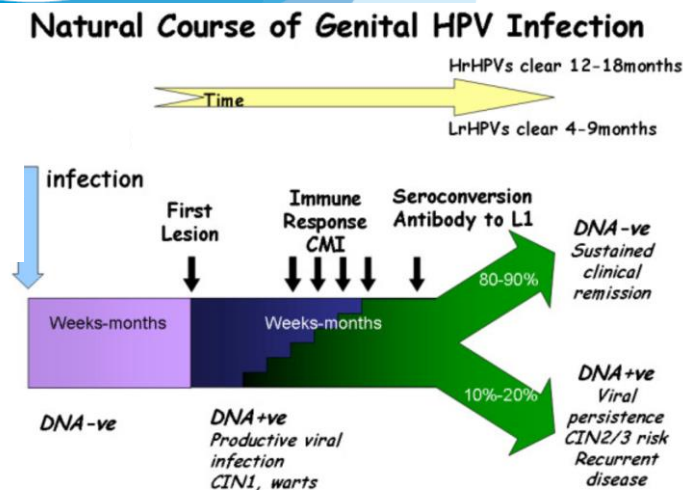 Natural Course of Genital HPV Infection
HrHPVs clear 12-18months
Time
LrHPVs clear 4-9months
infection
First
Lesion
Immune
Response
CMI
Seroconversion
Antibody to L1
DNA-ve
Sustained
clinical
remission
80-90%
Weeks-months
Weeks-months
10%-20%
DNA+ve
Viral
persistence
CIN2/3 risk
Recurrent
disease
DNA-ve
DNA+ve
Productive viral
infection
CIN1, warts